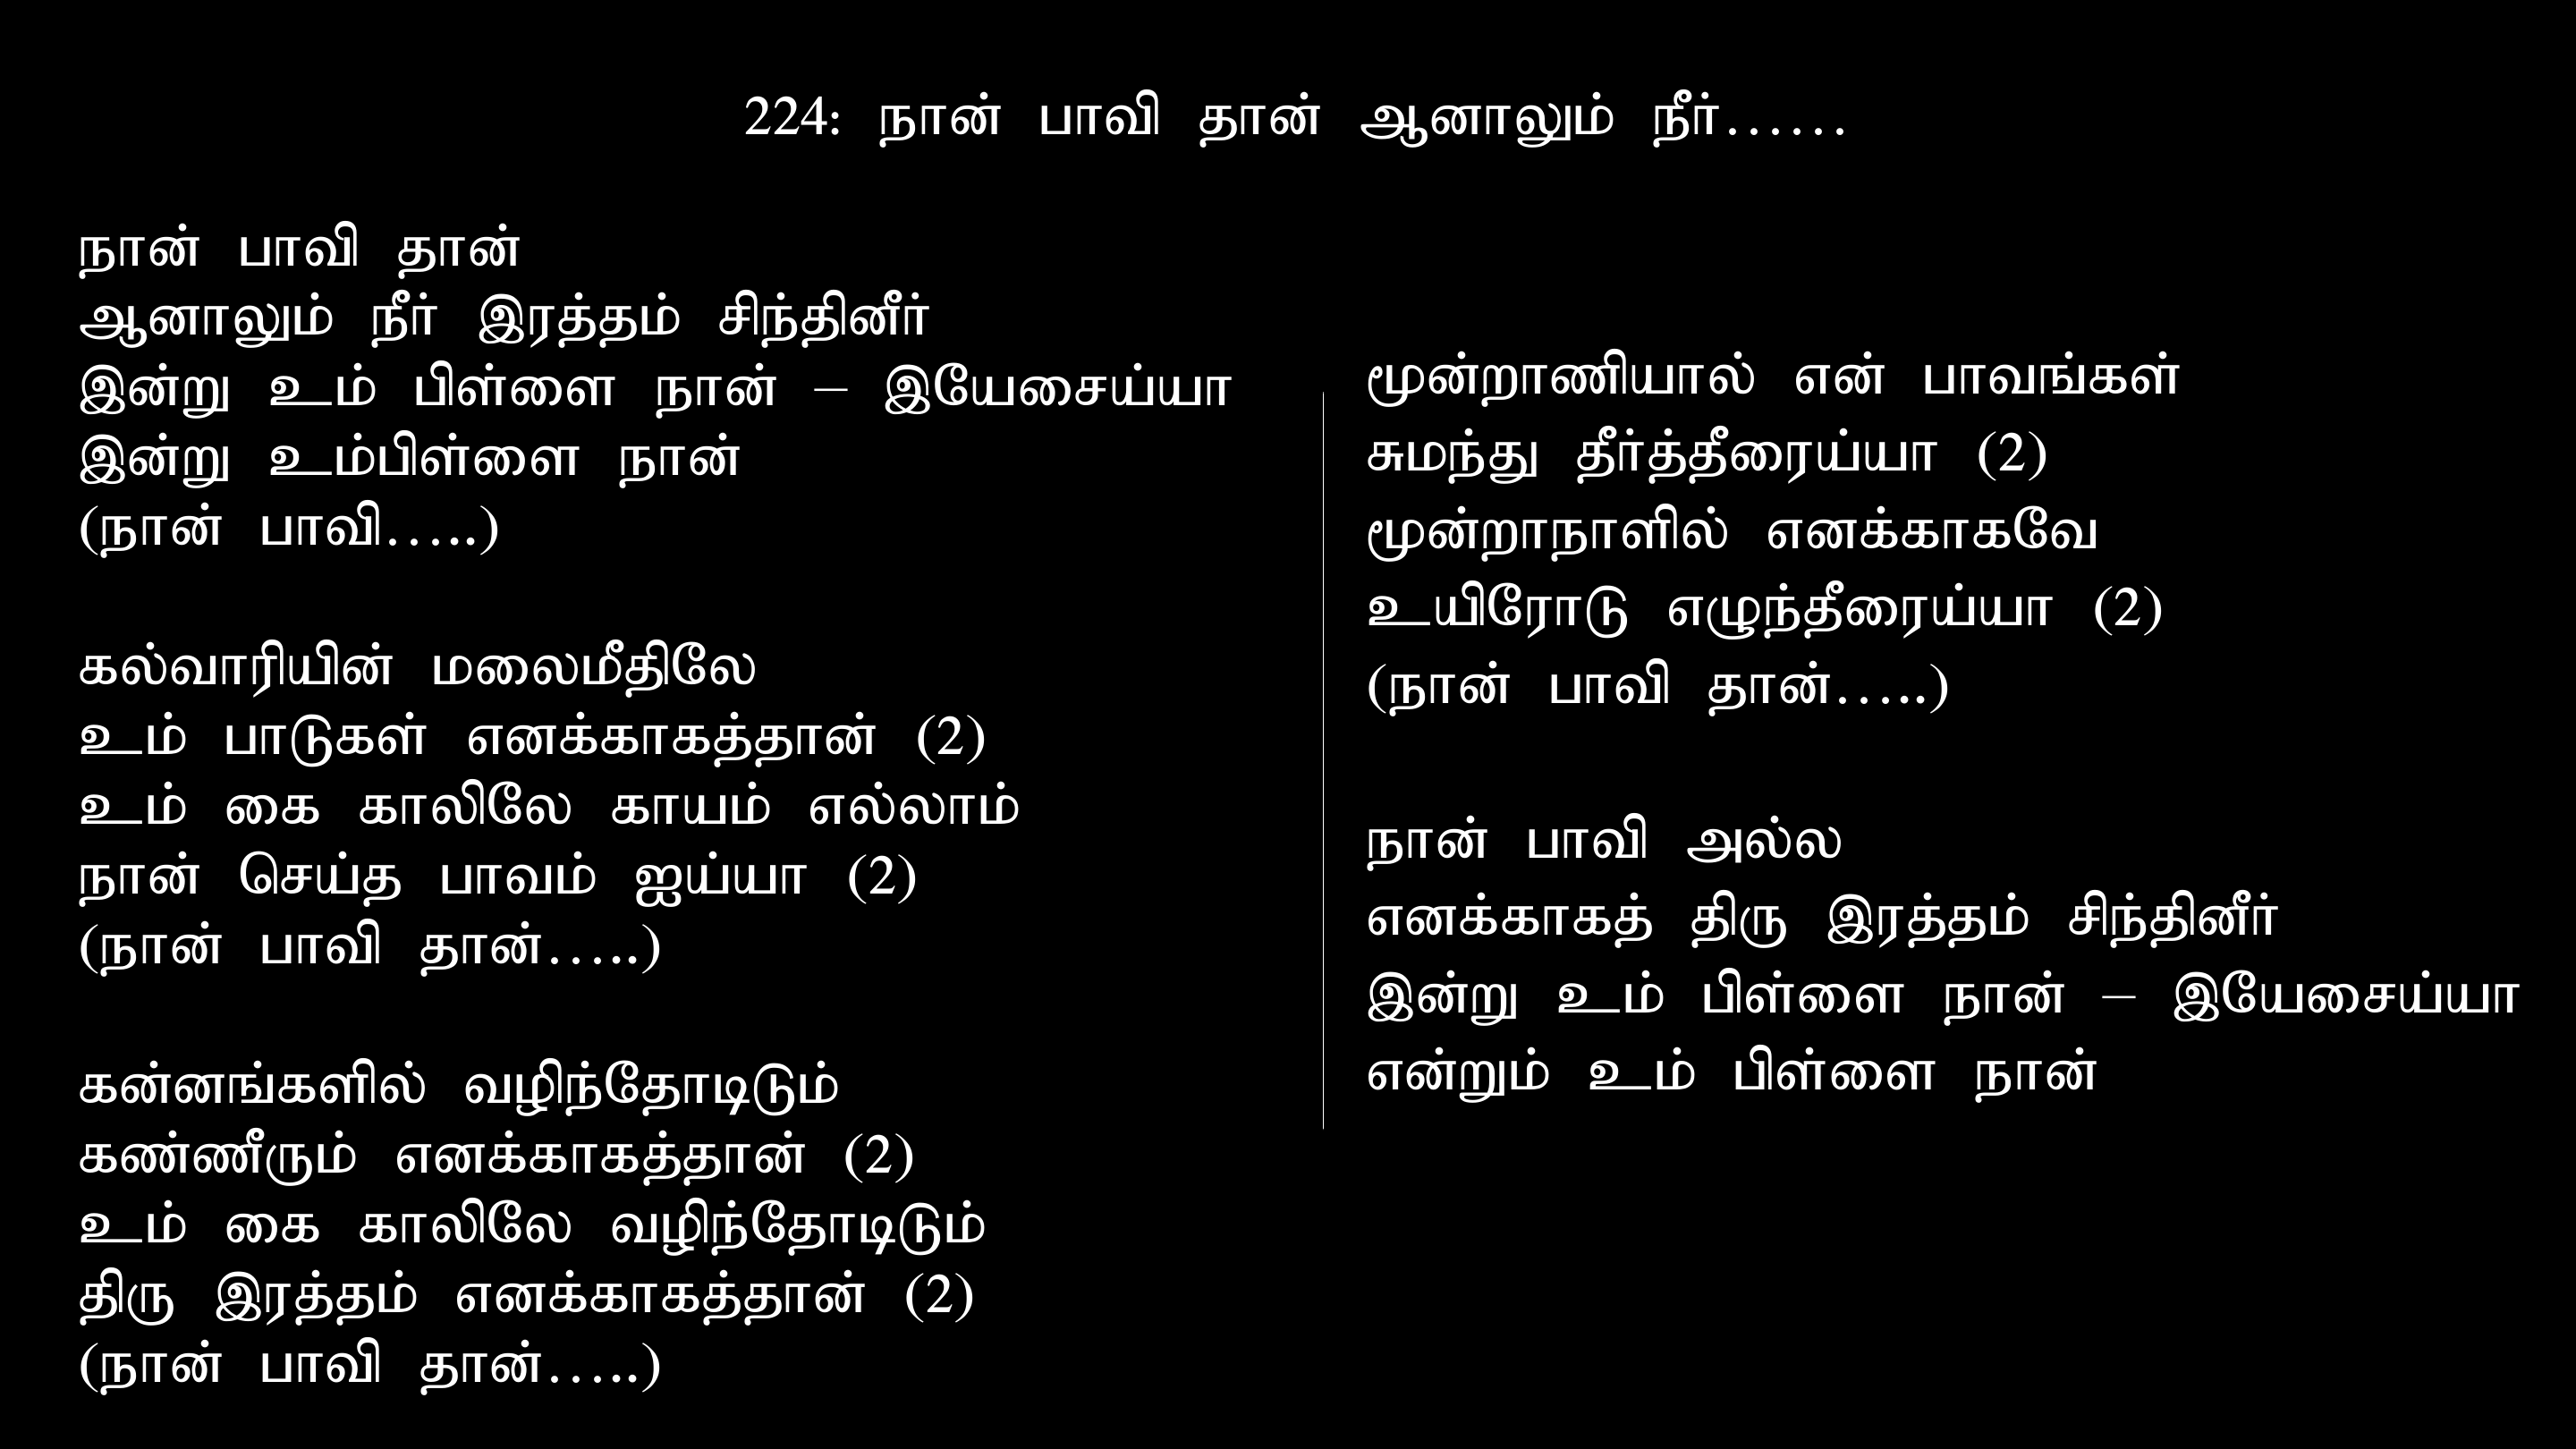 224: நான் பாவி தான் ஆனாலும் நீர்……
நான் பாவி தான்
ஆனாலும் நீர் இரத்தம் சிந்தினீர்
இன்று உம் பிள்ளை நான் – இயேசைய்யா
இன்று உம்பிள்ளை நான்
(நான் பாவி…..)
கல்வாரியின் மலைமீதிலே
உம் பாடுகள் எனக்காகத்தான் (2)
உம் கை காலிலே காயம் எல்லாம்
நான் செய்த பாவம் ஐய்யா (2)
(நான் பாவி தான்…..)
கன்னங்களில் வழிந்தோடிடும்
கண்ணீரும் எனக்காகத்தான் (2)
உம் கை காலிலே வழிந்தோடிடும்
திரு இரத்தம் எனக்காகத்தான் (2)
(நான் பாவி தான்…..)
மூன்றாணியால் என் பாவங்கள்
சுமந்து தீர்த்தீரைய்யா (2)
மூன்றாநாளில் எனக்காகவே
உயிரோடு எழுந்தீரைய்யா (2)
(நான் பாவி தான்…..)
நான் பாவி அல்ல
எனக்காகத் திரு இரத்தம் சிந்தினீர்
இன்று உம் பிள்ளை நான் – இயேசைய்யா
என்றும் உம் பிள்ளை நான்